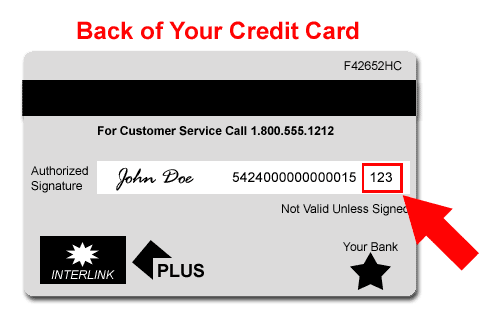 Back of Your Credit Card
F42652HC
For Customer Service Call 1.800.555.1212
Authorized
Signature
John Doe 5424000000000015 123
Not Valid Unless Signed
Your Bank
INTERLINK
PLUS